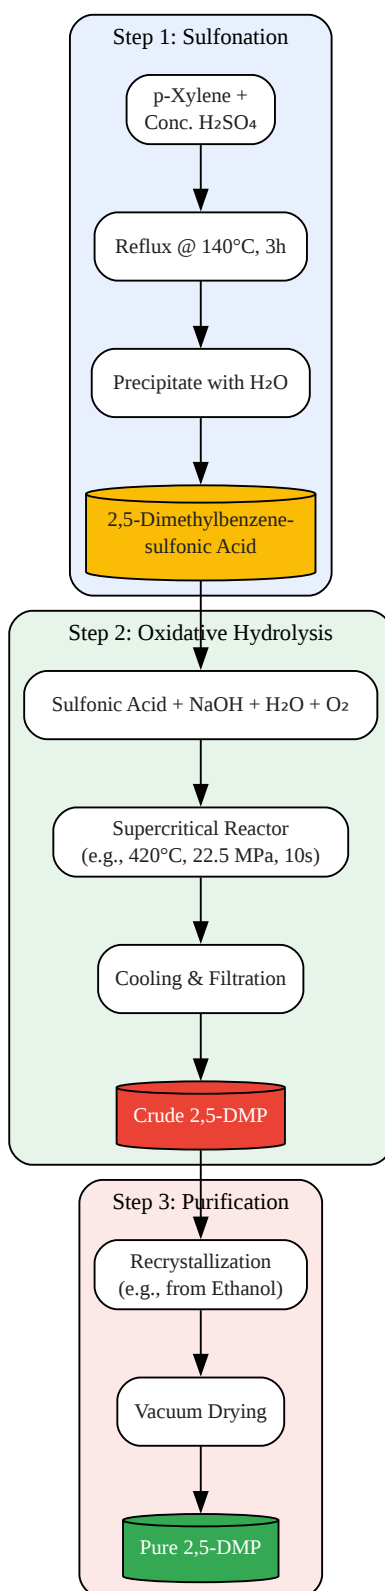 Step 1: Sulfonation
p-Xylene +
Conc. H₂SO₄
Reflux @ 140°C, 3h
Precipitate with H₂O
2,5-Dimethylbenzene-
sulfonic Acid
Step 2: Oxidative Hydrolysis
Sulfonic Acid + NaOH + H₂O + O₂
Supercritical Reactor
(e.g., 420°C, 22.5 MPa, 10s)
Cooling & Filtration
Crude 2,5-DMP
Step 3: Purification
Recrystallization
(e.g., from Ethanol)
Vacuum Drying
Pure 2,5-DMP